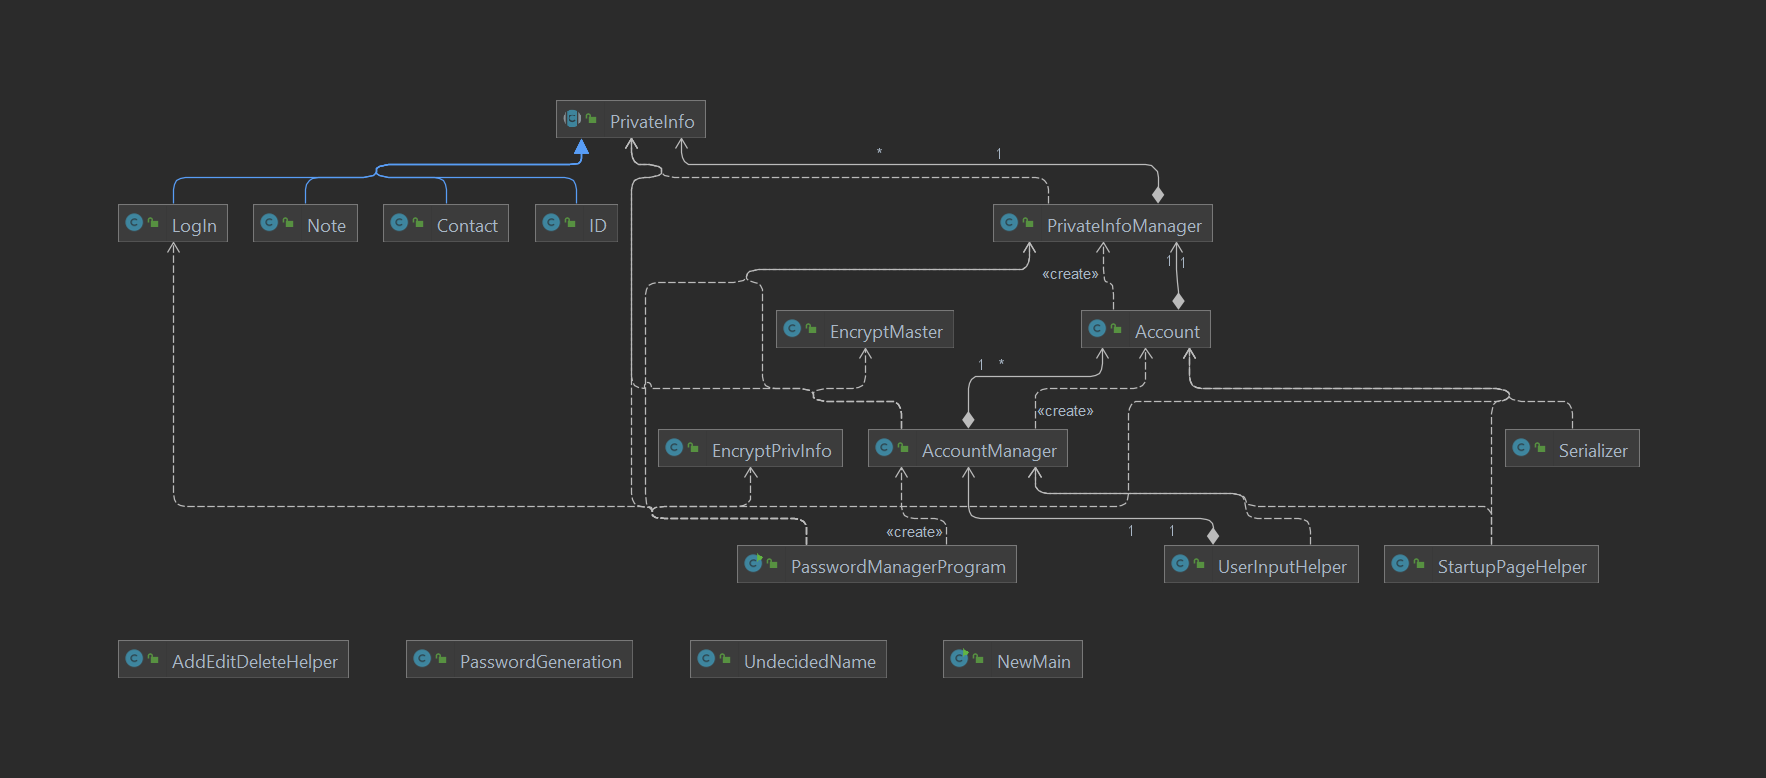 PrivateInfo
* 1
LogIn Note Contact ID PrivateInfoManager
1 1
«create»
EncryptMaster Account
1 *
«create»
EncryptPrivInfo AccountManager Serializer
«create» 1 1
PasswordManagerProgram UserInputHelper StartupPageHelper
AddEditDeleteHelper PasswordGeneration UndecidedName NewMain